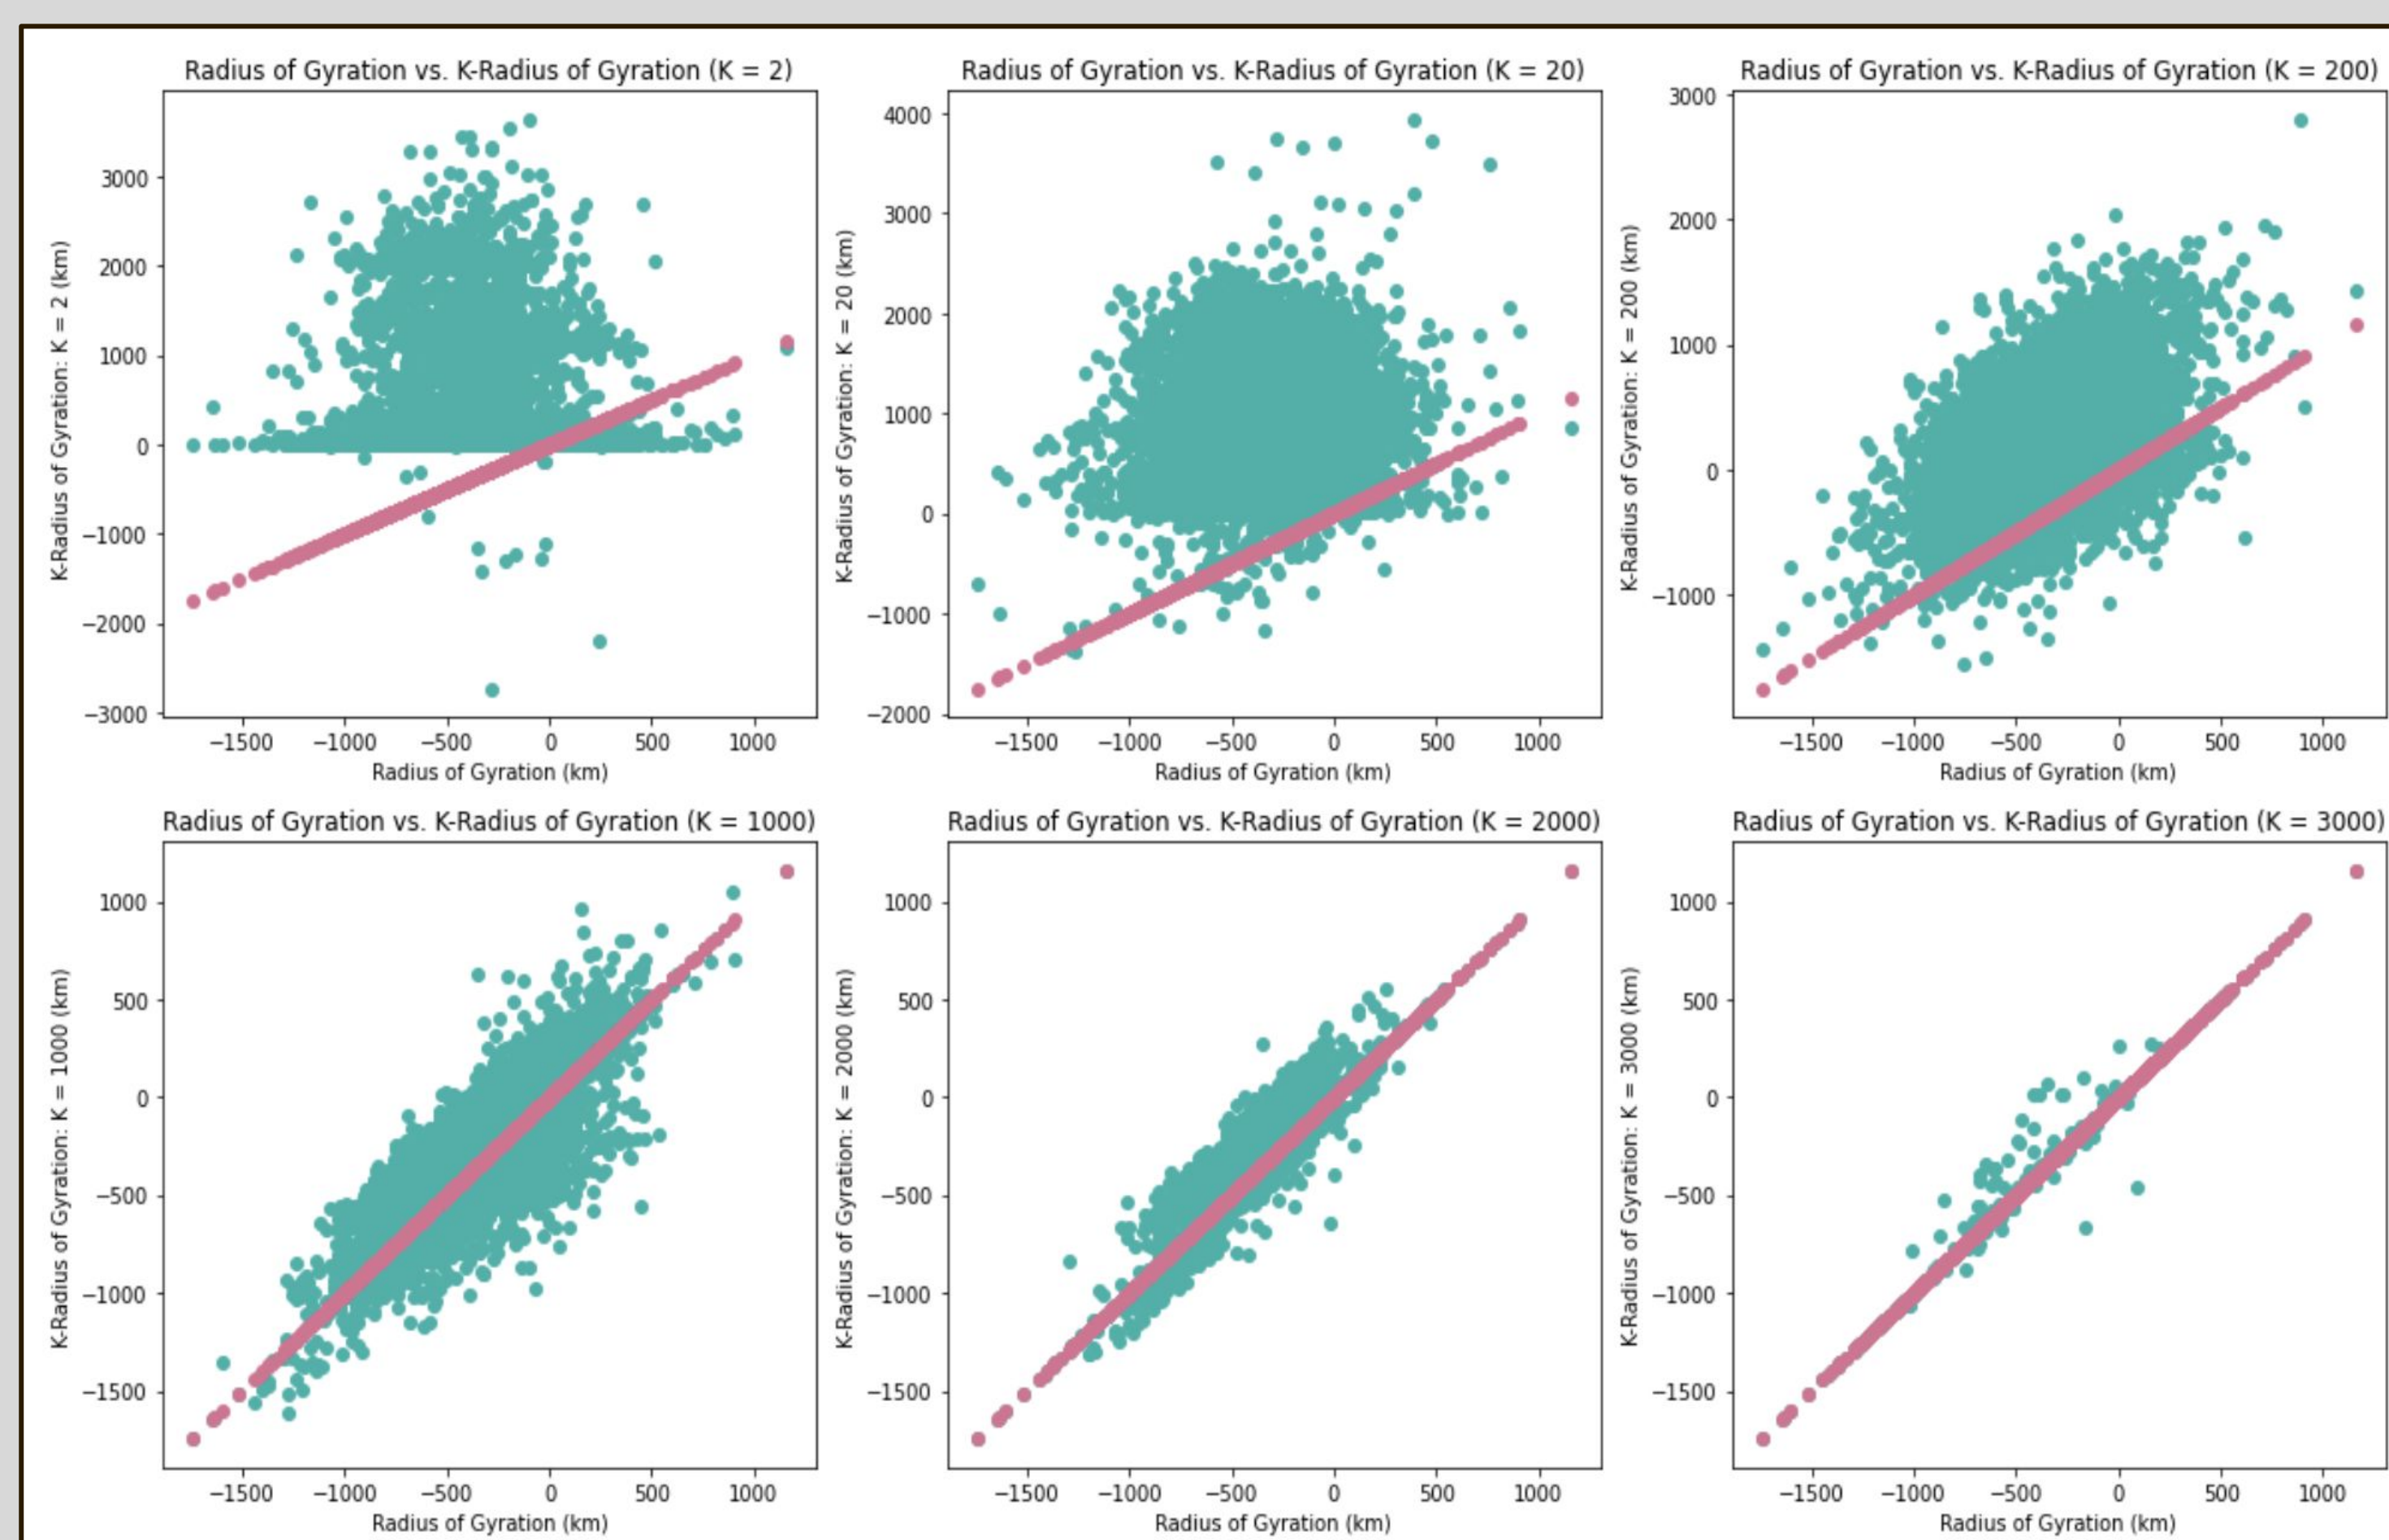 Radius of Gyration vs. K-Radius of Gyration (K = 2)
K-Radius of Gyration: K = 2 (km)
3000
2000
1000
0
−1000
−2000
−3000
−1500 −1000 −500 0 500 1000
Radius of Gyration (km)
Radius of Gyration vs. K-Radius of Gyration (K = 20)
K-Radius of Gyration: K = 20 (km)
4000
3000
2000
1000
0
−1000
−2000
−1500 −1000 −500 0 500 1000
Radius of Gyration (km)
Radius of Gyration vs. K-Radius of Gyration (K = 200)
K-Radius of Gyration: K = 200 (km)
3000
2000
1000
0
−1000
−1500 −1000 −500 0 500 1000
Radius of Gyration (km)
Radius of Gyration vs. K-Radius of Gyration (K = 1000)
K-Radius of Gyration: K = 1000 (km)
1000
500
0
−500
−1000
−1500
−1500 −1000 −500 0 500 1000
Radius of Gyration (km)
Radius of Gyration vs. K-Radius of Gyration (K = 2000)
K-Radius of Gyration: K = 2000 (km)
1000
500
0
−500
−1000
−1500
−1500 −1000 −500 0 500 1000
Radius of Gyration (km)
Radius of Gyration vs. K-Radius of Gyration (K = 3000)
K-Radius of Gyration: K = 3000 (km)
1000
500
0
−500
−1000
−1500
−1500 −1000 −500 0 500 1000
Radius of Gyration (km)